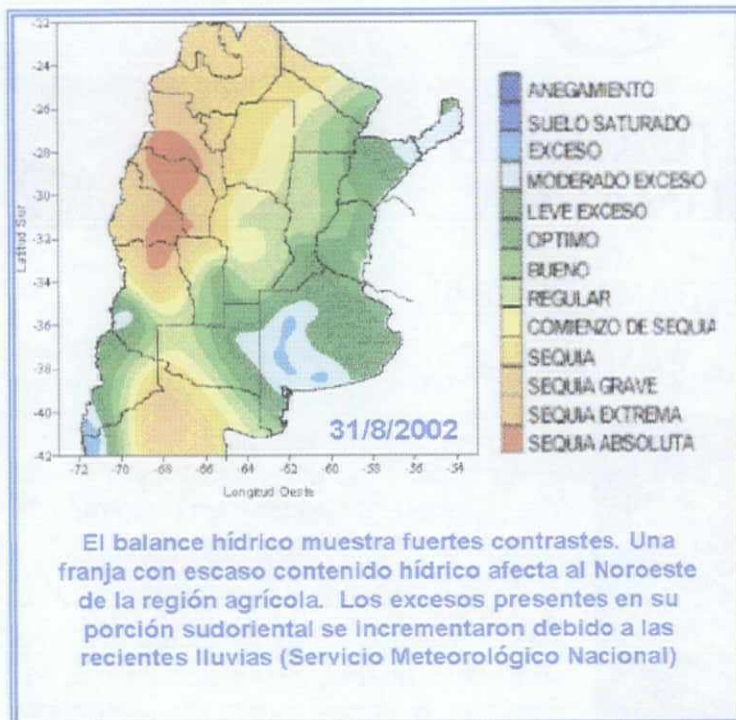 -22
-24
-26
-28
-30
-32
-34
-36
-38
-40
-42
Latitud Sur
-72 -70 -68 -66 -64 -62 -60 -58 -56 -54
Longitud Oeste
31/8/2002
ANEGAMIENTO
SUELO SATURADO
EXCESO
MODERADO EXCESO
LEVE EXCESO
OPTIMO
BUENO
REGULAR
COMIENZO DE SEQUIA
SEQUIA
SEQUIA GRAVE
SEQUIA EXTREMA
SEQUIA ABSOLUTA
El balance hídrico muestra fuertes contrastes. Una
franja con escaso contenido hídrico afecta al Noroeste
de la región agrícola. Los excesos presentes en su
porción sudoriental se incrementaron debido a las
recientes lluvias (Servicio Meteorológico Nacional)